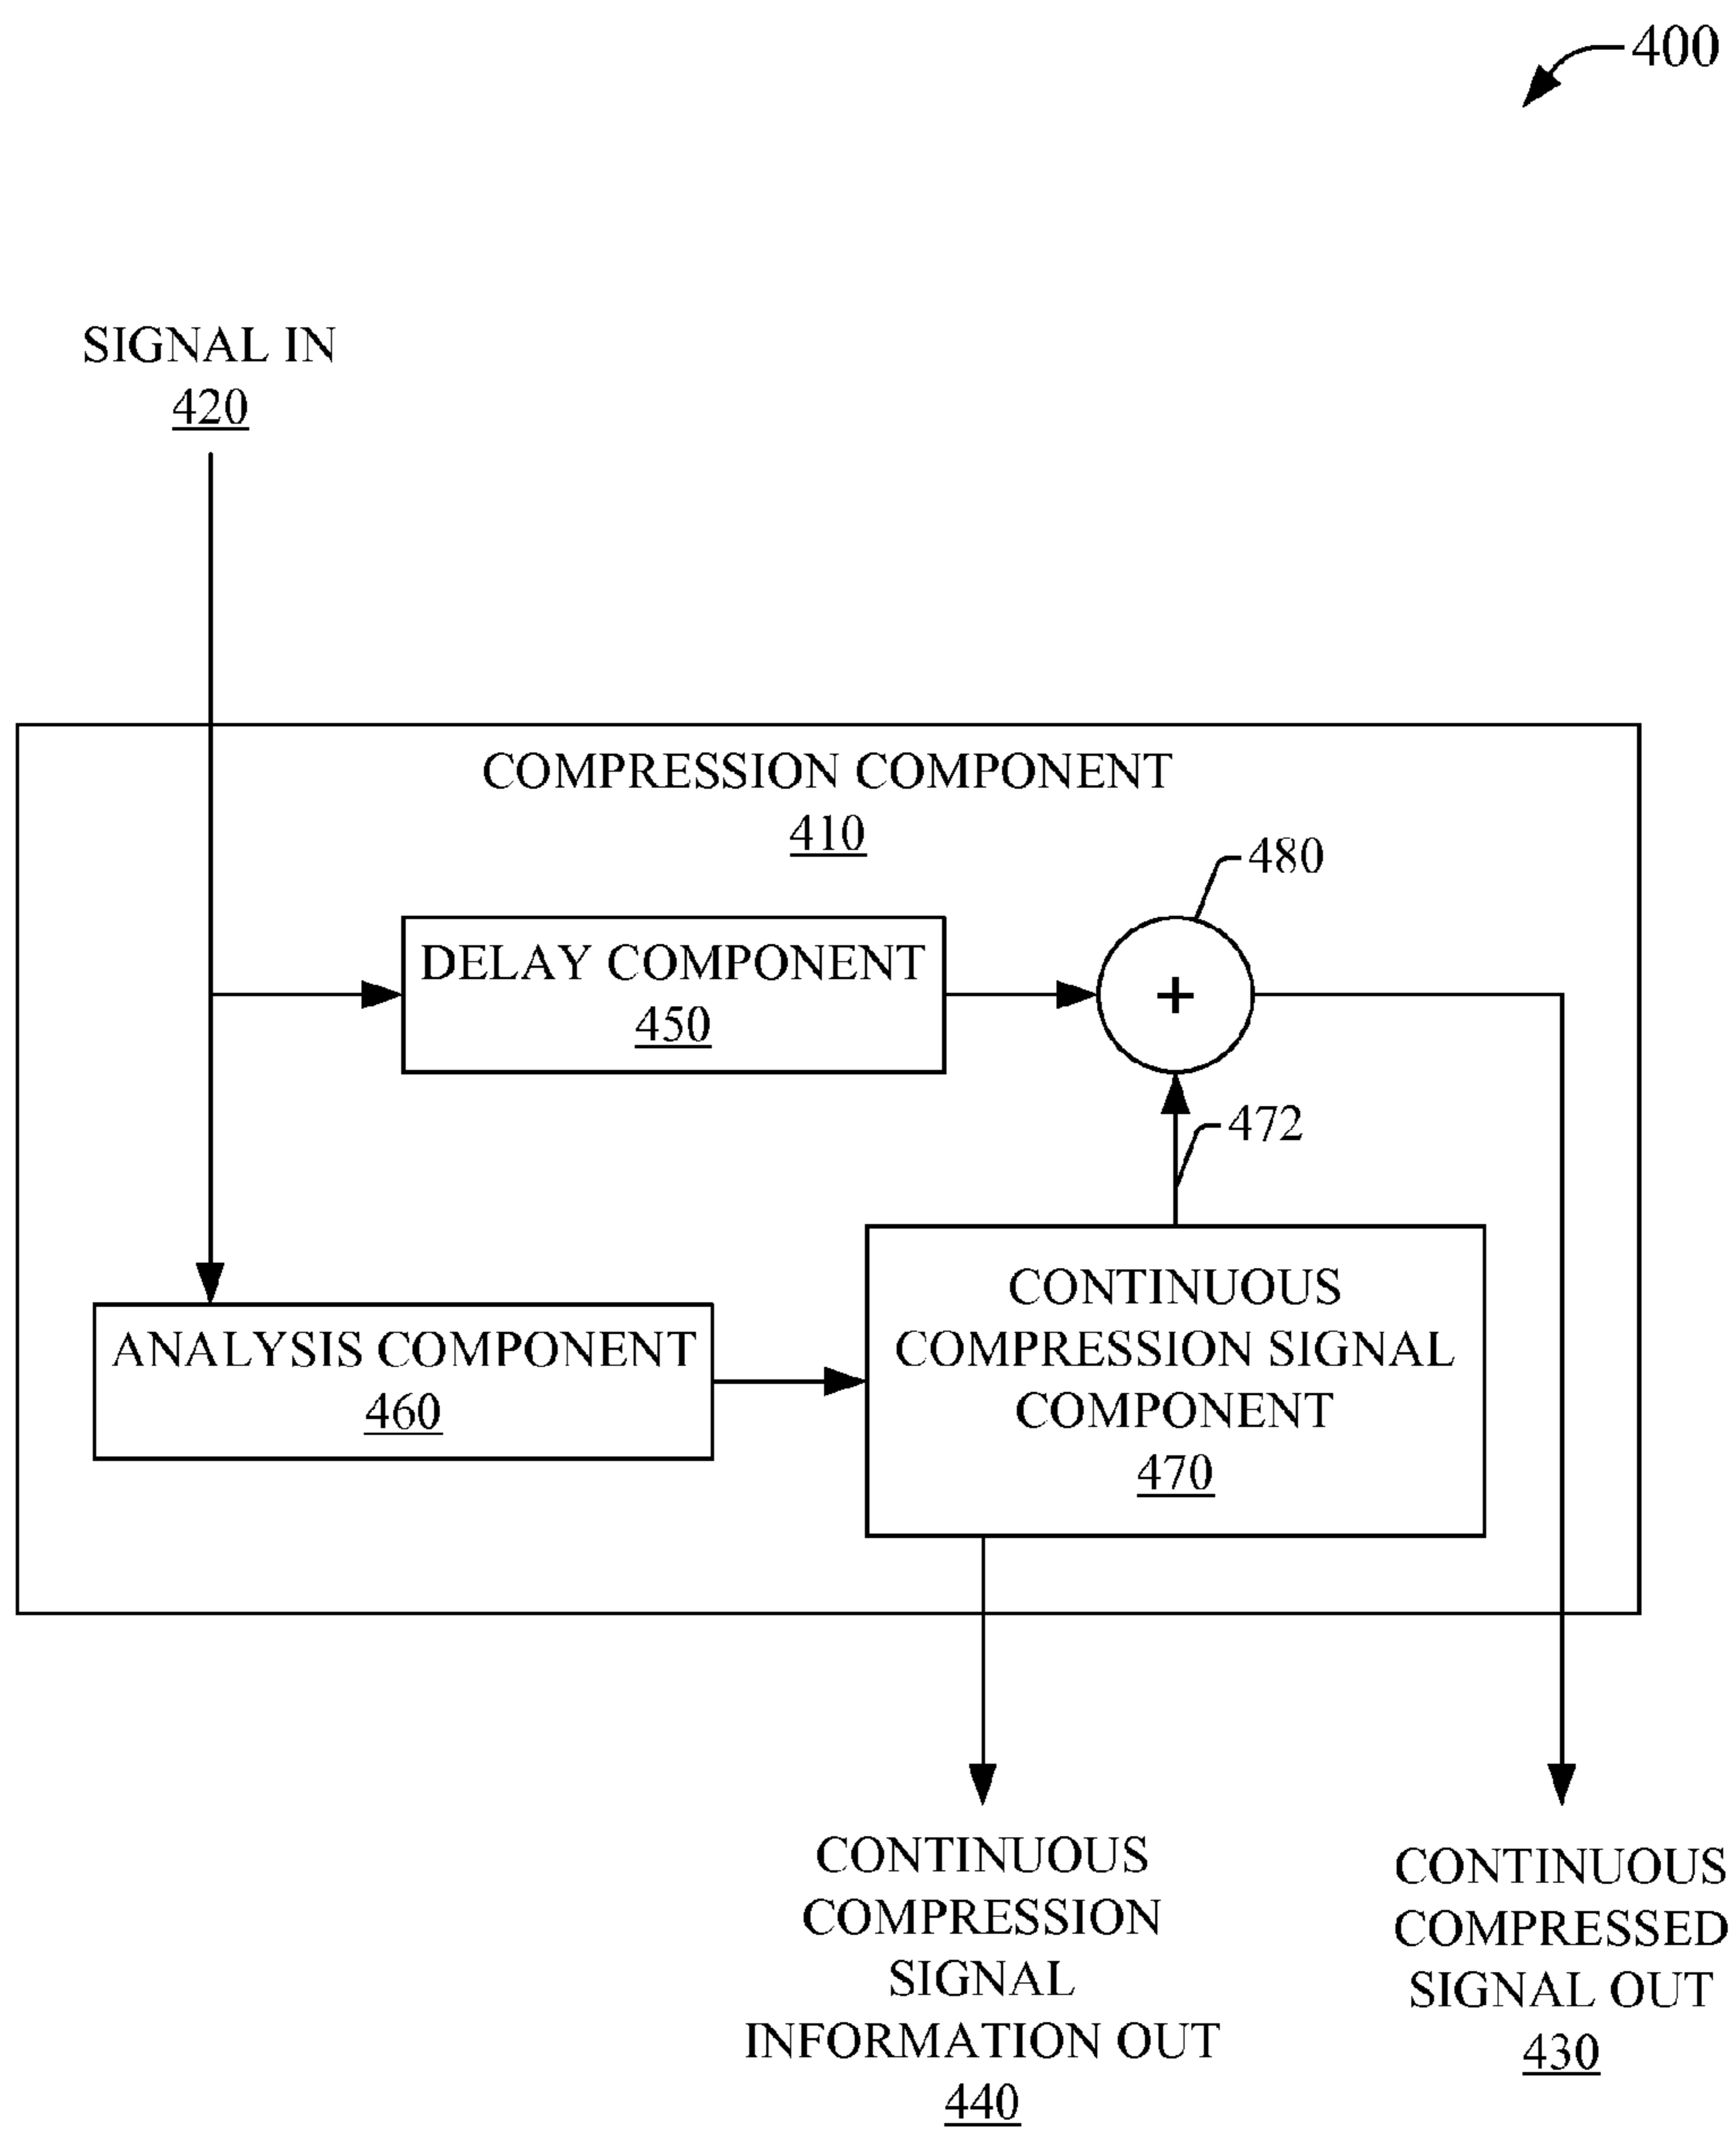 400
SIGNAL IN
420
COMPRESSION COMPONENT
410
480
DELAY COMPONENT
450
+
472
CONTINUOUS
COMPRESSION SIGNAL
COMPONENT
470
ANALYSIS COMPONENT
460
CONTINUOUS
COMPRESSION
SIGNAL
INFORMATION OUT
440
CONTINUOUS
COMPRESSED
SIGNAL OUT
430